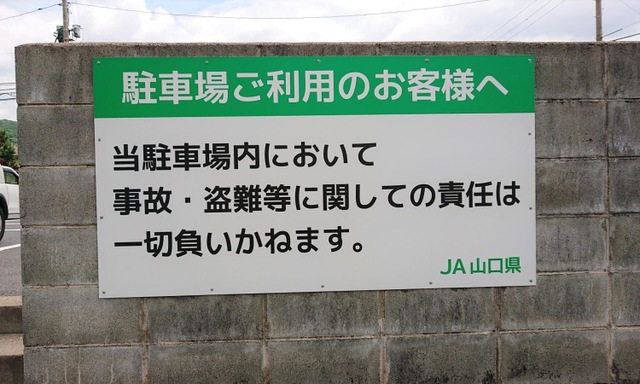 駐車場ご利用のお客様へ
当駐車場内において
事故・盗難等に関しての責任は
一切負いかねます。
JA山口県